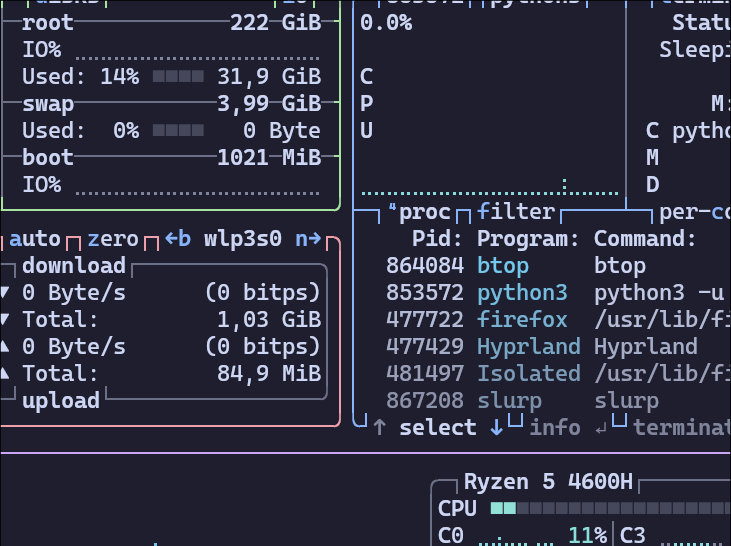 root 222 GiB
IO%
Used: 14% 31,9 GiB
swap 3,99 GiB
Used: 0% 0 Byte
boot 1021 MiB
IO%
auto zero ←b wlp3s0 n→
download
▼ 0 Byte/s (0 bitps)
▼ Total: 1,03 GiB
▲ 0 Byte/s (0 bitps)
▲ Total: 84,9 MiB
upload
0.0%
C
P
U
Statu
Sleepi
M:
C pytho
M
D
⁴proc filter per-co
Pid: Program: Command:
864084 btop btop
853572 python3 python3 -u
477722 firefox /usr/lib/fi
477429 Hyprland Hyprland
481497 Isolated /usr/lib/fi
867208 slurp slurp
↑ select ↓ info ↲ terminat
Ryzen 5 4600H
CPU
C0 11% C3